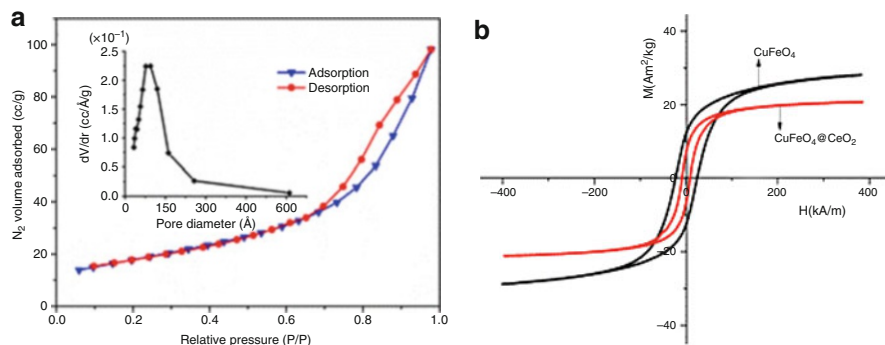 a
(×10⁻¹)
2.5
2.0
1.5
1.0
0.5
0.0
dV/dr (cc/Å/g)
0
150
300
450
600
Pore diameter (Å)
Adsorption
Desorption
100
80
60
40
20
0
N₂ volume adsorbed (cc/g)
0.0
0.2
0.4
0.6
0.8
1.0
Relative pressure (P/P)
b
M(Am²/kg)
40
20
0
−20
−40
−400
−200
0
200
400
H(kA/m)
CuFeO₄
CuFeO₄@CeO₂